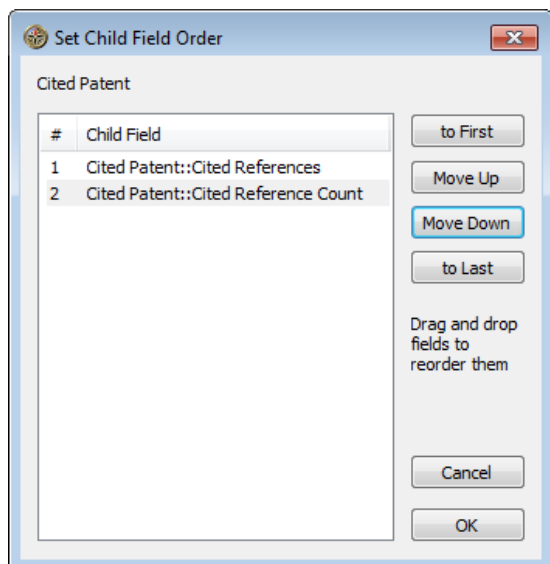 Set Child Field Order
Cited Patent
# Child Field
1 Cited Patent::Cited References
2 Cited Patent::Cited Reference Count
to First
Move Up
Move Down
to Last
Drag and drop
fields to
reorder them
Cancel
OK